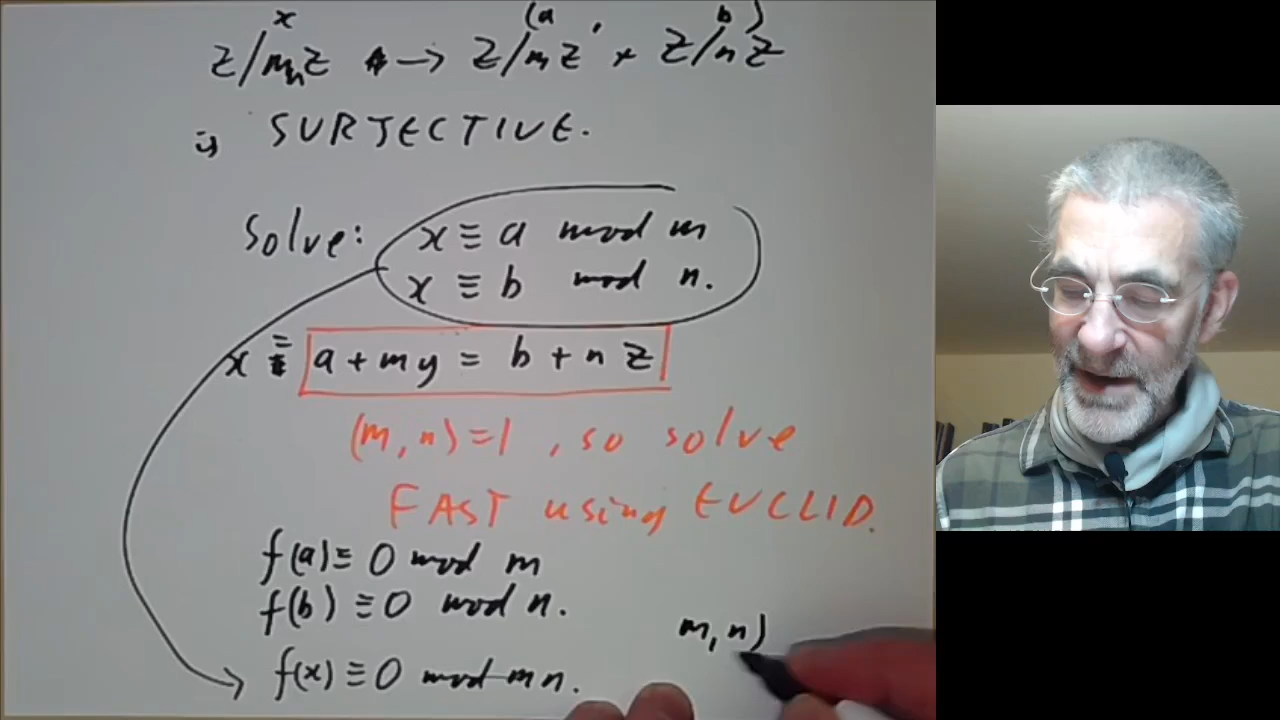 x (a, b)
Z/mnZ → Z/mZ × Z/nZ
is SURJECTIVE.
Solve: x ≡ a mod m
x ≡ b mod n.
x = a + my = b + nz
(m,n)=1, so solve
FAST using EUCLID.
f(a) ≡ 0 mod m
f(b) ≡ 0 mod n.
m,n)
f(x) ≡ 0 mod mn.